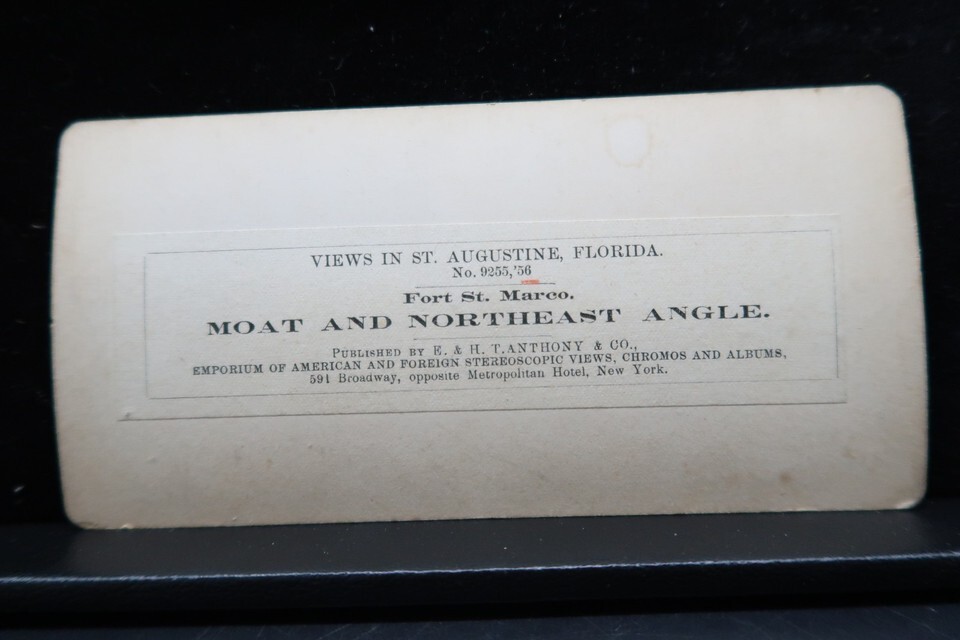 VIEWS IN ST. AUGUSTINE, FLORIDA.
No. 9255,'56
Fort St. Marco.
MOAT AND NORTHEAST ANGLE.
PUBLISHED BY E. & H. T. ANTHONY & CO.,
EMPORIUM OF AMERICAN AND FOREIGN STEREOSCOPIC VIEWS, CHROMOS AND ALBUMS,
591 Broadway, opposite Metropolitan Hotel, New York.